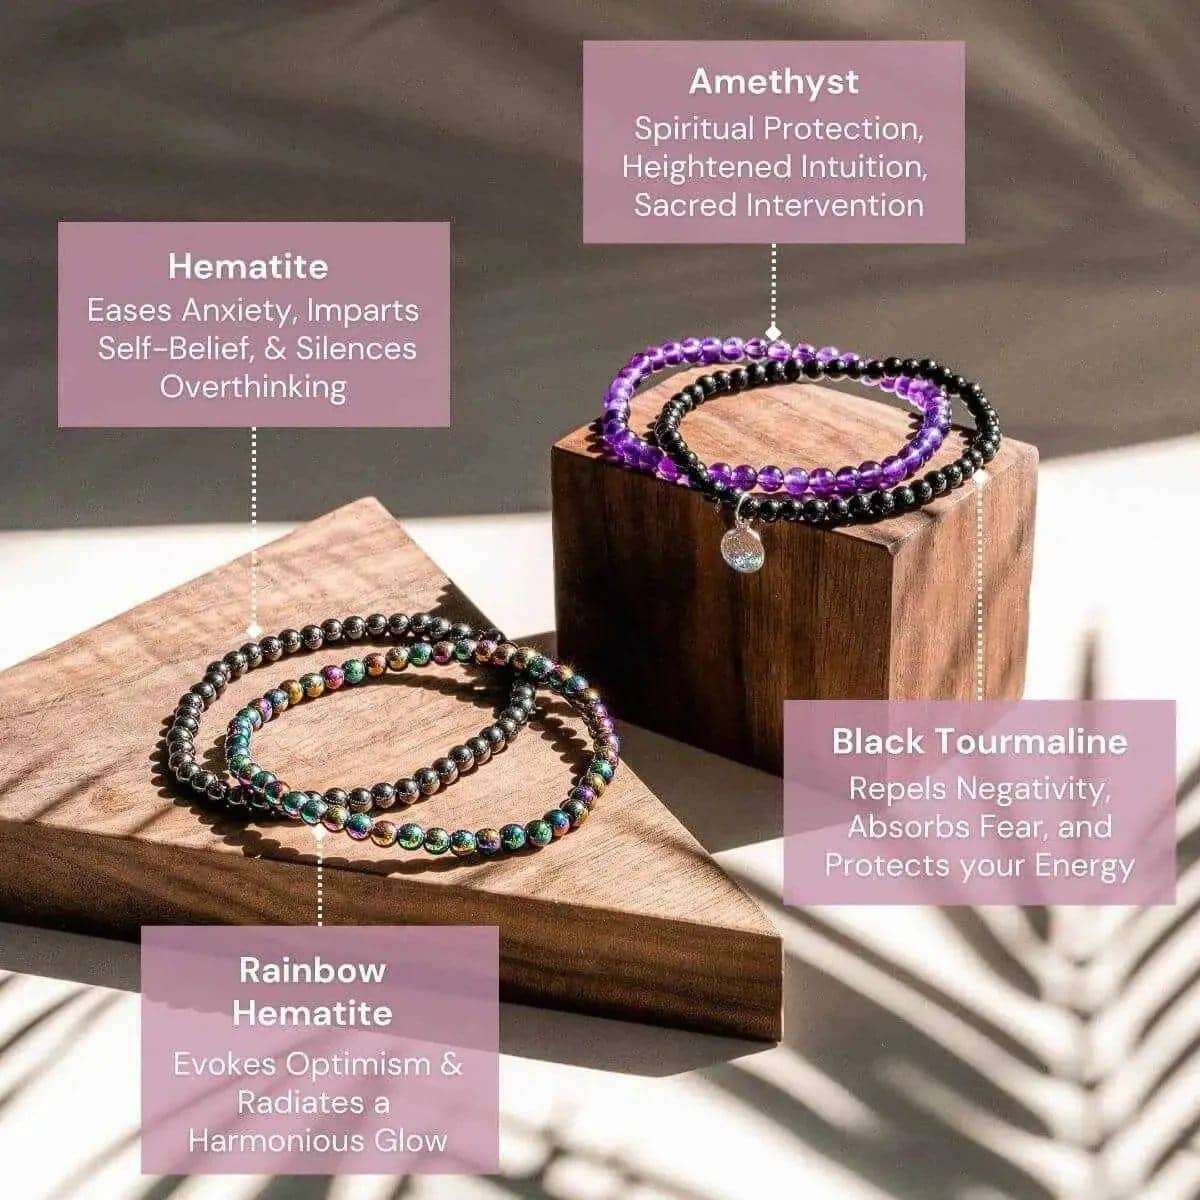 Amethyst
Spiritual Protection,
Heightened Intuition,
Sacred Intervention
Hematite
Eases Anxiety, Imparts
Self-Belief, & Silences
Overthinking
Black Tourmaline
Repels Negativity,
Absorbs Fear, and
Protects your Energy
Rainbow
Hematite
Evokes Optimism &
Radiates a
Harmonious Glow